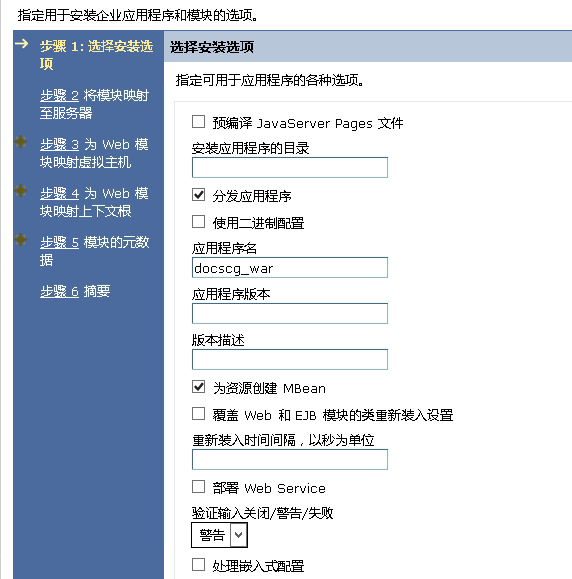 指定用于安装企业应用程序和模块的选项。
步骤 1: 选择安装选
项
步骤 2 将模块映射
至服务器
步骤 3 为 Web 模
块映射虚拟主机
步骤 4 为 Web 模
块映射上下文根
步骤 5 模块的元数
据
步骤 6 摘要
选择安装选项
指定可用于应用程序的各种选项。
预编译 JavaServer Pages 文件
安装应用程序的目录
分发应用程序
使用二进制配置
应用程序名
docscg_war
应用程序版本
版本描述
为资源创建 MBean
覆盖 Web 和 EJB 模块的类重新装入设置
重新装入时间间隔，以秒为单位
部署 Web Service
验证输入关闭/警告/失败
警告
处理嵌入式配置